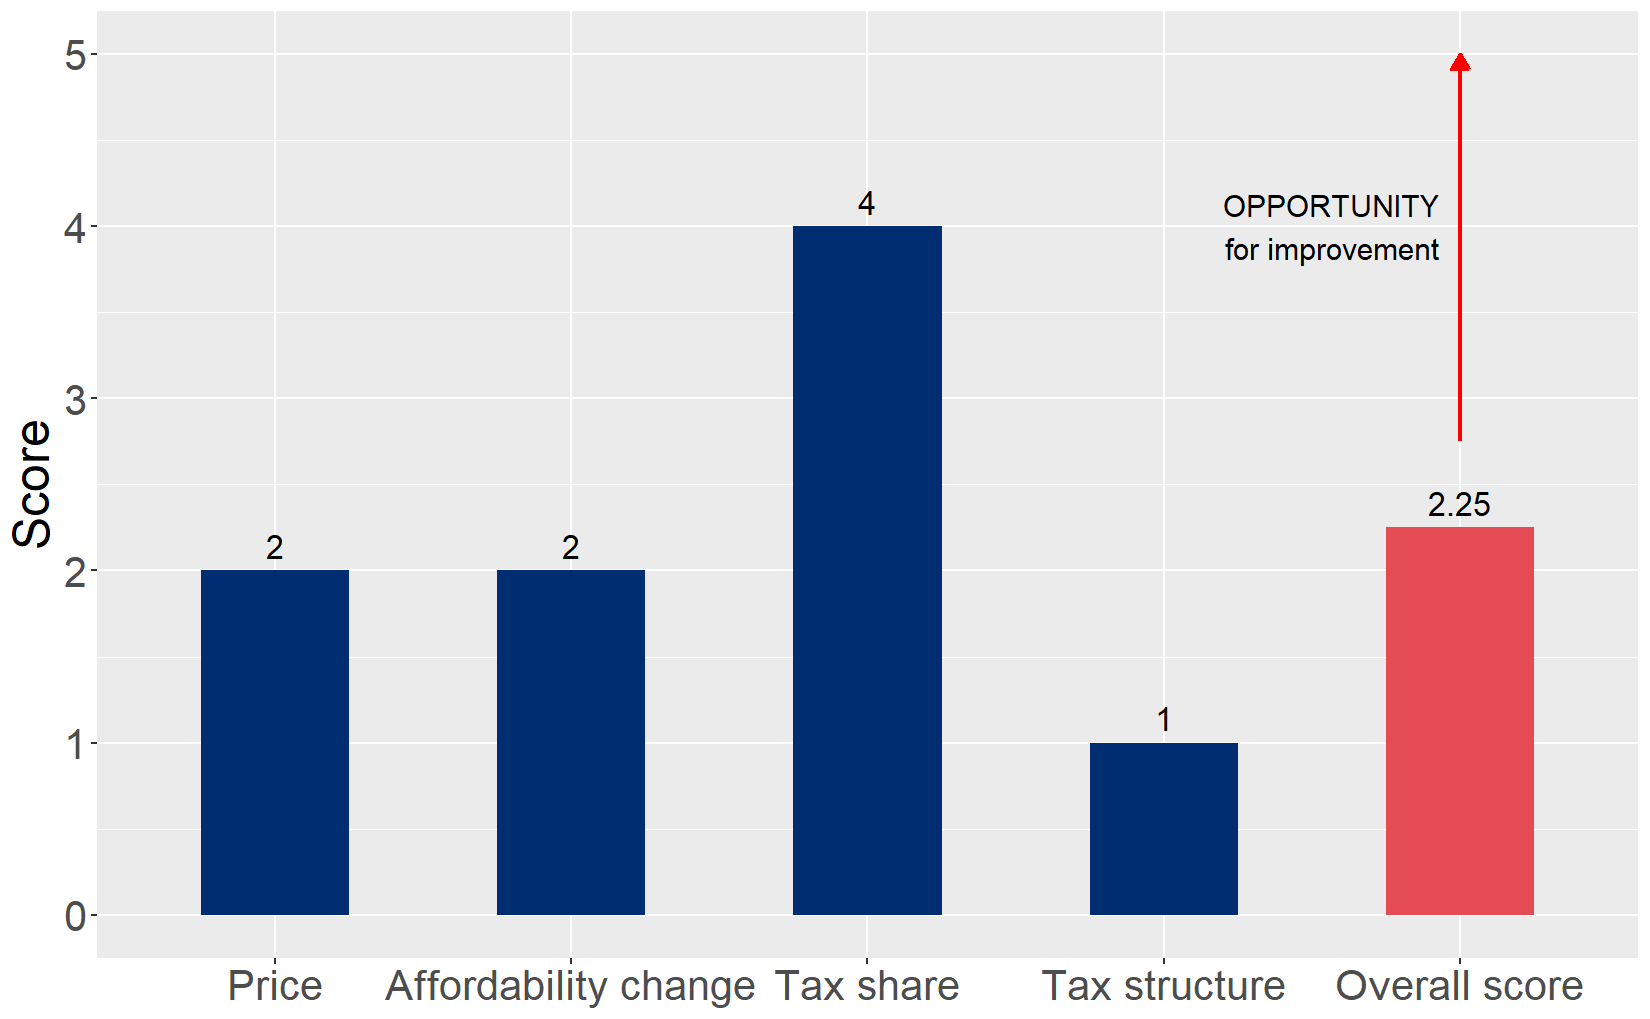 Score
5
4
3
2
1
0
2
2
4
1
2.25
OPPORTUNITY
for improvement
Price
Affordability change
Tax share
Tax structure
Overall score